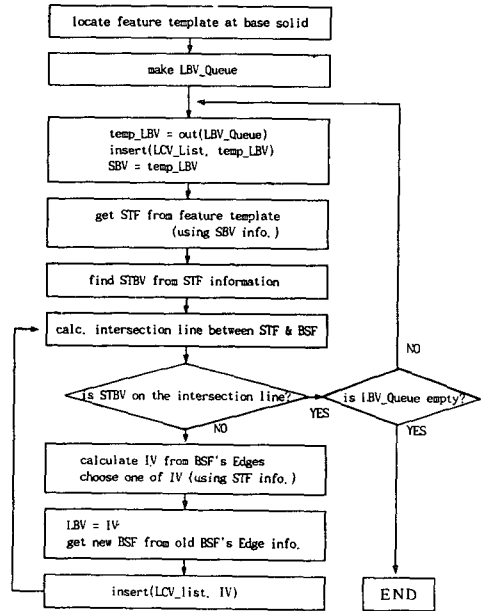 locate feature template at base solid
make LBV_Queue
temp_LBV = out(LBV_Queue)
insert(LCV_List, temp_LBV)
SBV = temp_LBV
get STF from feature template
(using SBV info.)
find STBV from STF information
calc. intersection line between STF & BSF
is STBV on the intersection line?
YES
NO
is LBV_Queue empty?
NO
YES
calculate IV from BSF's Edges
choose one of IV (using STF info.)
LBV = IV
get new BSF from old BSF's Edge info.
insert(LCV_list, IV)
END